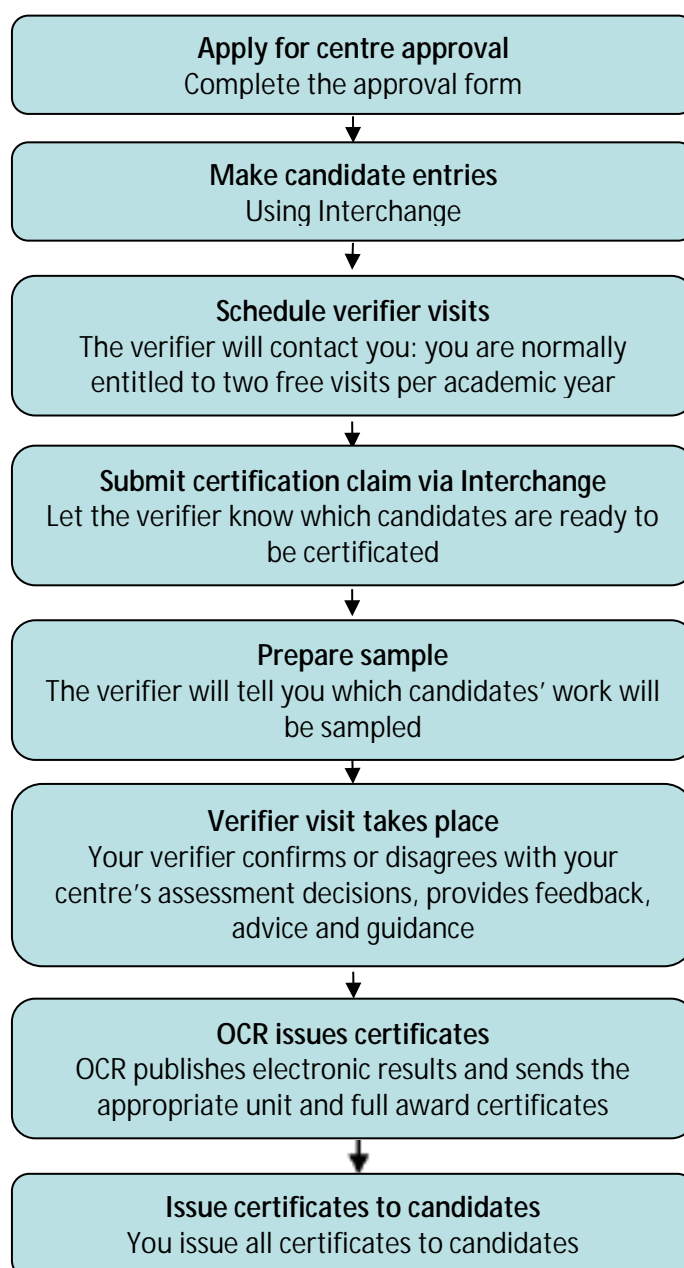 Apply for centre approval
Complete the approval form
Make candidate entries
Using Interchange
Schedule verifier visits
The verifier will contact you: you are normally
entitled to two free visits per academic year
Submit certification claim via Interchange
Let the verifier know which candidates are ready to
be certificated
Prepare sample
The verifier will tell you which candidates’ work will
be sampled
Verifier visit takes place
Your verifier confirms or disagrees with your
centre’s assessment decisions, provides feedback,
advice and guidance
OCR issues certificates
OCR publishes electronic results and sends the
appropriate unit and full award certificates
Issue certificates to candidates
You issue all certificates to candidates